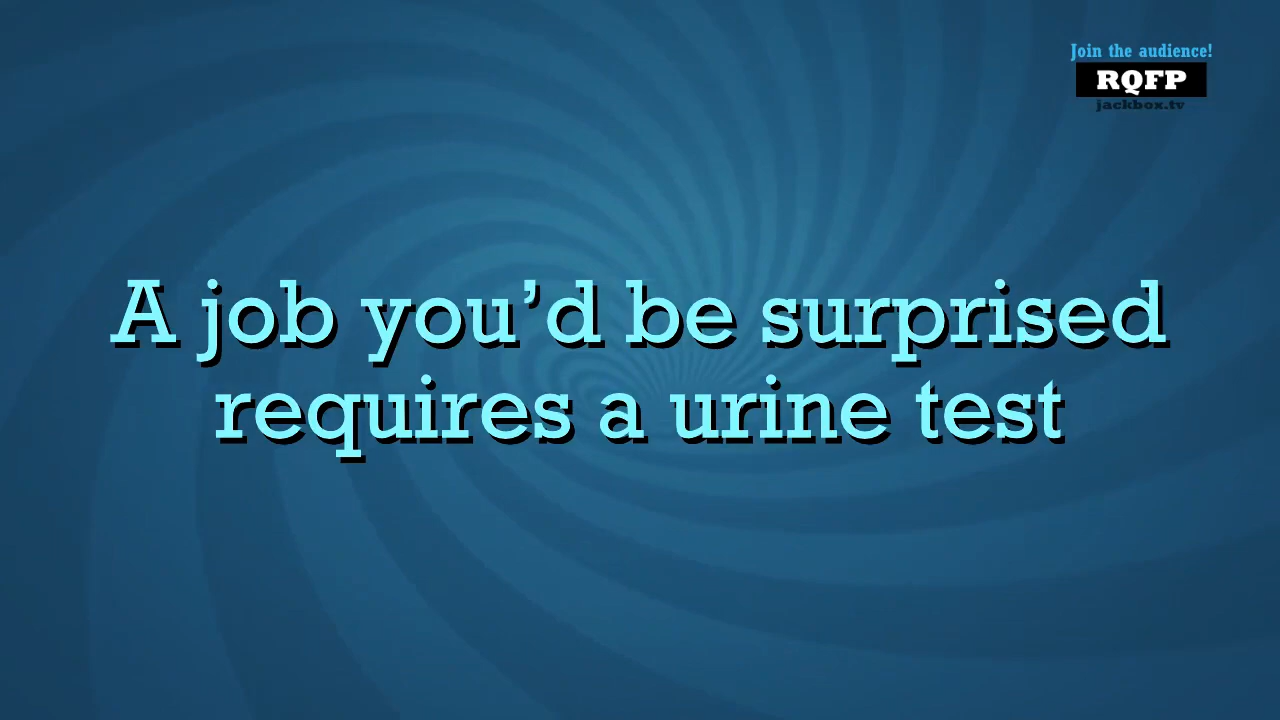 Join the audience!
RQFP
jackbox.tv
A job you’d be surprised
requires a urine test